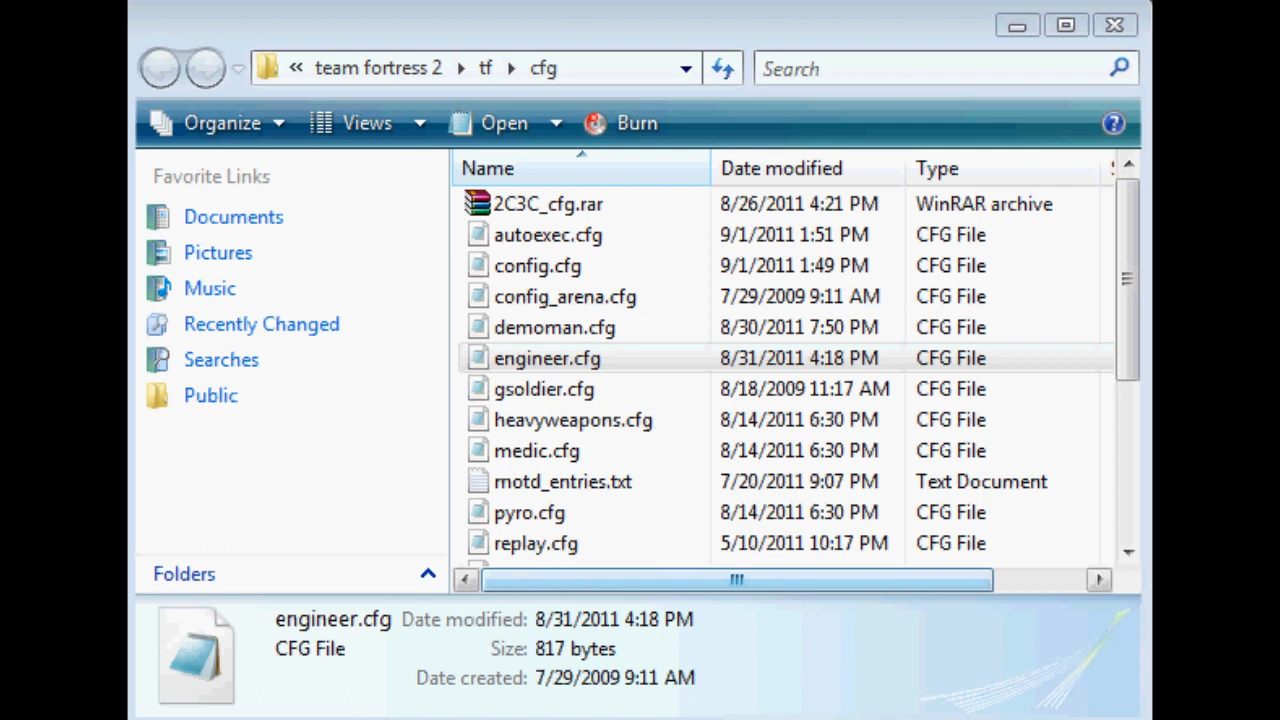 « team fortress 2 ▸ tf ▸ cfg
Search
Organize Views Open Burn
Favorite Links
Documents
Pictures
Music
Recently Changed
Searches
Public
Folders
Name Date modified Type
2C3C_cfg.rar 8/26/2011 4:21 PM WinRAR archive
autoexec.cfg 9/1/2011 1:51 PM CFG File
config.cfg 9/1/2011 1:49 PM CFG File
config_arena.cfg 7/29/2009 9:11 AM CFG File
demoman.cfg 8/30/2011 7:50 PM CFG File
engineer.cfg 8/31/2011 4:18 PM CFG File
gsoldier.cfg 8/18/2009 11:17 AM CFG File
heavyweapons.cfg 8/14/2011 6:30 PM CFG File
medic.cfg 8/14/2011 6:30 PM CFG File
motd_entries.txt 7/20/2011 9:07 PM Text Document
pyro.cfg 8/14/2011 6:30 PM CFG File
replay.cfg 5/10/2011 10:17 PM CFG File
engineer.cfg Date modified: 8/31/2011 4:18 PM
CFG File Size: 817 bytes
Date created: 7/29/2009 9:11 AM